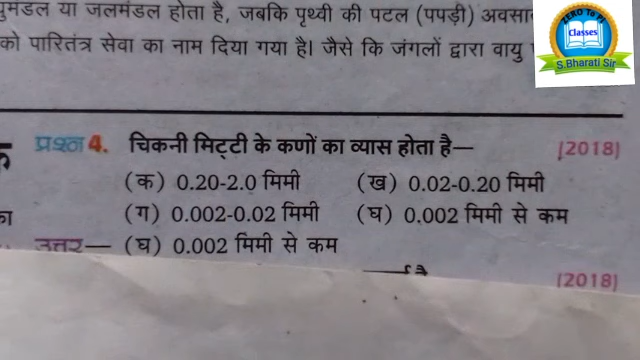 युमंडल या जलमंडल होता है, जबकि पृथ्वी की पटल (पपड़ी)
को पारितंत्र सेवा का नाम दिया गया है। जैसे कि जंगलों द्वारा वायु
ZERO To
Classes
S.Bharati Sir
प्रश्न 4. चिकनी मिट्टी के कणों का व्यास होता है— [2018]
(क) 0.20-2.0 मिमी (ख) 0.02-0.20 मिमी
(ग) 0.002-0.02 मिमी (घ) 0.002 मिमी से कम
उत्तर— (घ) 0.002 मिमी से कम
[2018]